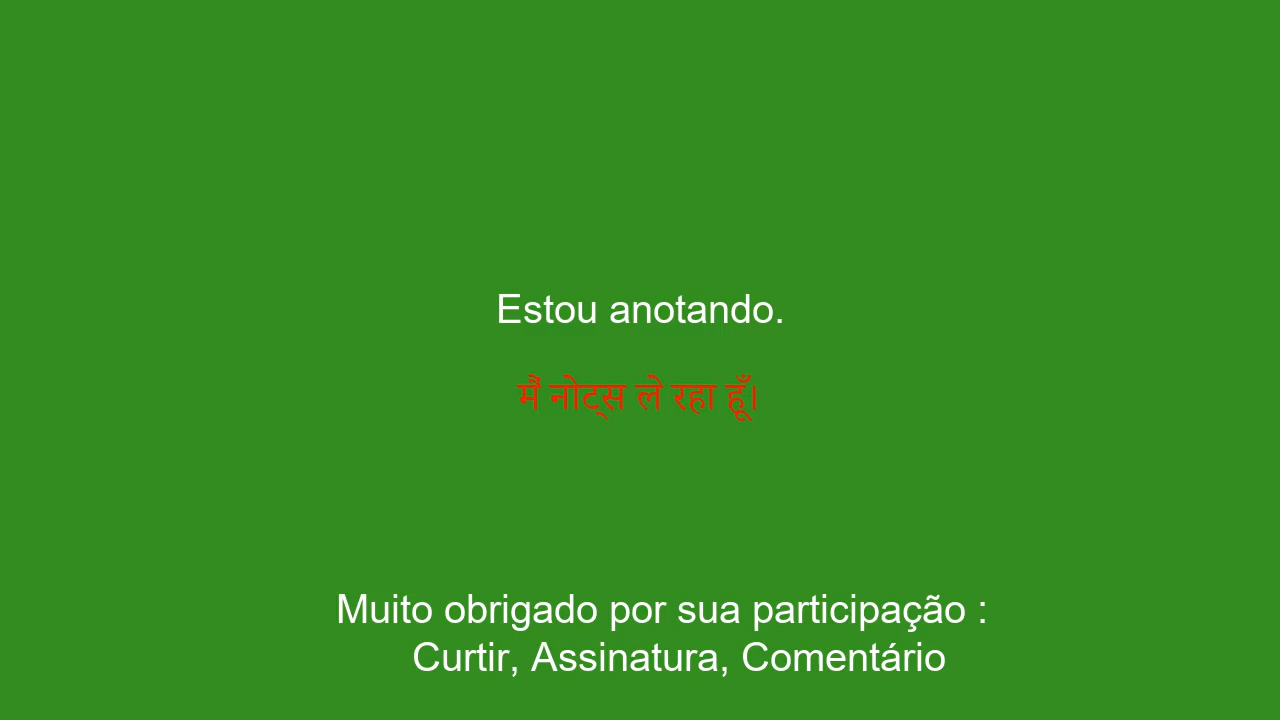 Estou anotando.
मैं नोट्स ले रहा हूँ।
Muito obrigado por sua participação :
Curtir, Assinatura, Comentário